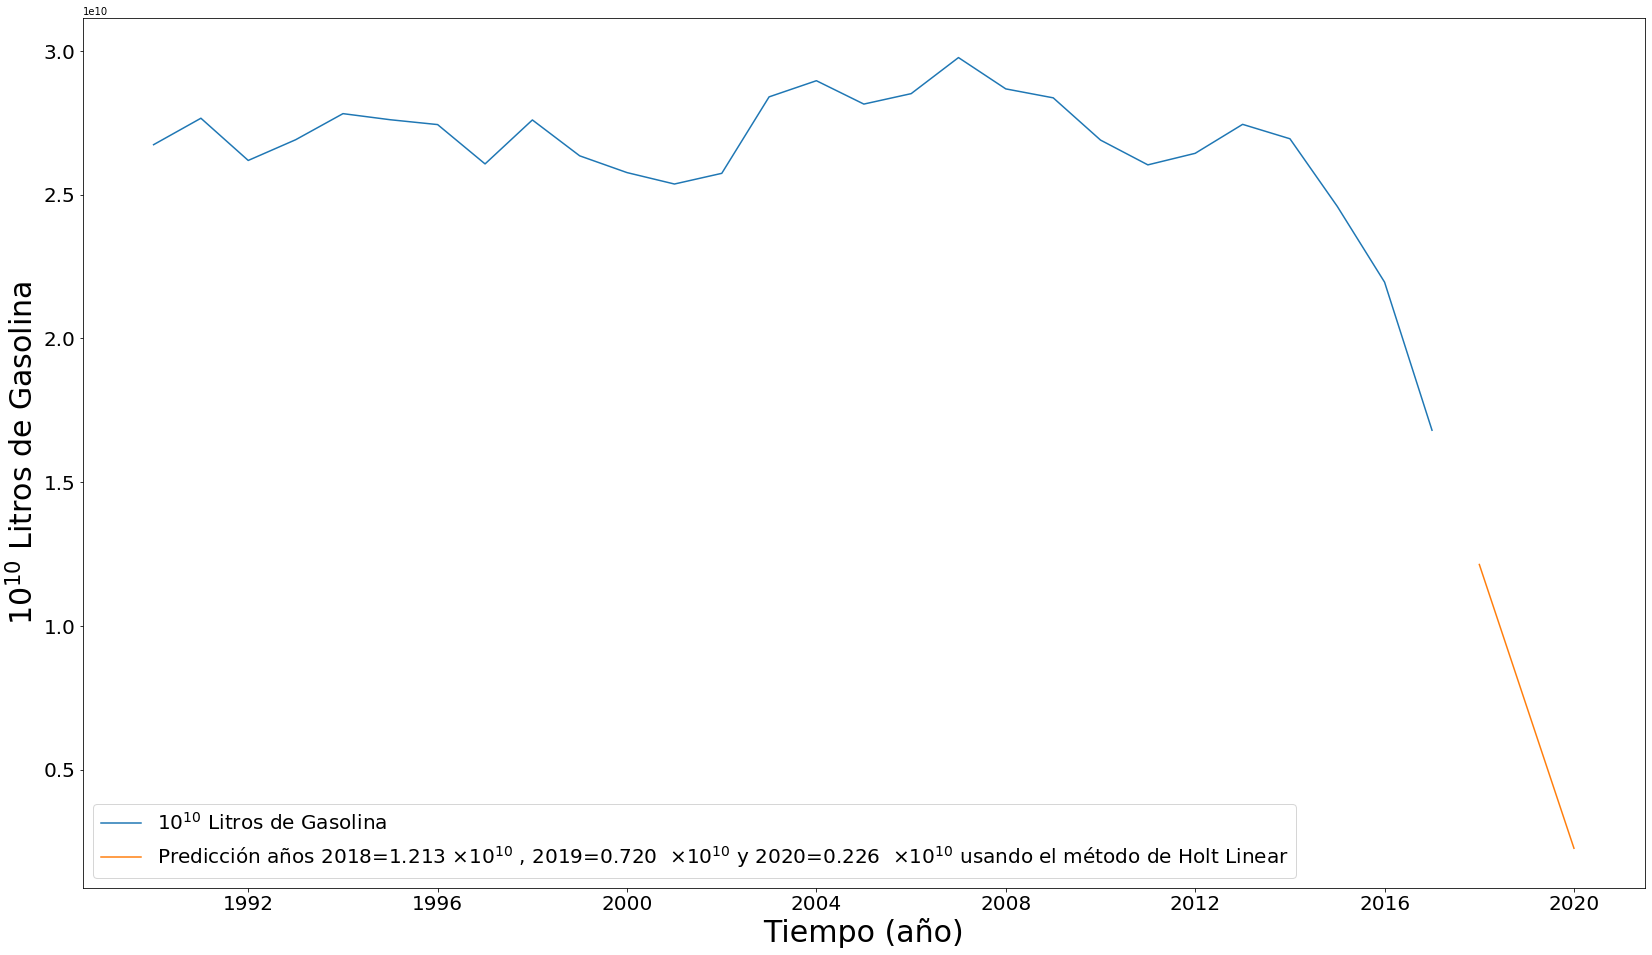 1e10
3.0
2.5
2.0
1.5
1.0
0.5
10¹⁰ Litros de Gasolina
10¹⁰ Litros de Gasolina
Predicción años 2018=1.213 ×10¹⁰ , 2019=0.720 ×10¹⁰ y 2020=0.226 ×10¹⁰ usando el método de Holt Linear
1992 1996 2000 2004 2008 2012 2016 2020
Tiempo (año)